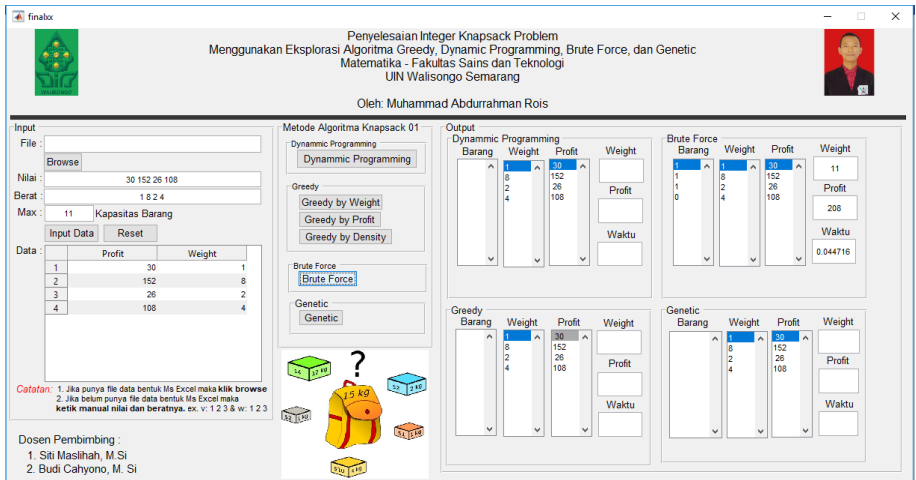 finalxx
Penyelesaian Integer Knapsack Problem
Menggunakan Eksplorasi Algoritma Greedy, Dynamic Programming, Brute Force, dan Genetic
Matematika - Fakultas Sains dan Teknologi
UIN Walisongo Semarang
Oleh: Muhammad Abdurrahman Rois
WALISONGO
Input
File :
Browse
Nilai : 30 152 26 108
Berat : 1 8 2 4
Max : 11 Kapasitas Barang
Input Data Reset
Data :
Profit Weight
1 30 1
2 152 8
3 26 2
4 108 4
Catatan: 1. Jika punya file data bentuk Ms Excel maka klik browse
2. Jika belum punya file data bentuk Ms Excel maka
ketik manual nilai dan beratnya. ex. v: 1 2 3 & w: 1 2 3
Dosen Pembimbing :
1. Siti Maslihah, M.Si
2. Budi Cahyono, M. Si
Metode Algoritma Knapsack 01
Dynammic Programming
Dynammic Programming
Greedy
Greedy by Weight
Greedy by Profit
Greedy by Density
Brute Force
Brute Force
Genetic
Genetic
?
15 kg
Output
Dynammic Programming
Barang Weight Profit Weight
1 30
8 152
2 26
4 108
Profit
Waktu
Brute Force
Barang Weight Profit Weight
1 1 30 11
1 8 152
1 2 26 Profit
0 4 108 208
Waktu
0.044716
Greedy
Barang Weight Profit Weight
1 30
8 152
2 26
4 108
Profit
Waktu
Genetic
Barang Weight Profit Weight
1 30
8 152
2 26
4 108
Profit
Waktu